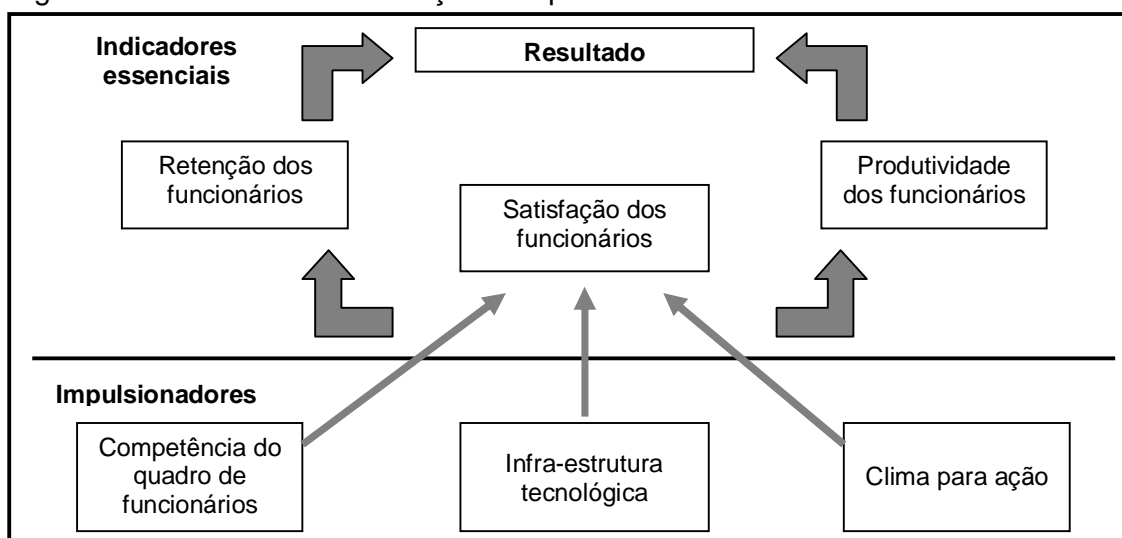 Indicadores
essenciais
Resultado
Retenção dos
funcionários
Produtividade
dos funcionários
Satisfação dos
funcionários
Impulsionadores
Competência do
quadro de
funcionários
Infra-estrutura
tecnológica
Clima para ação